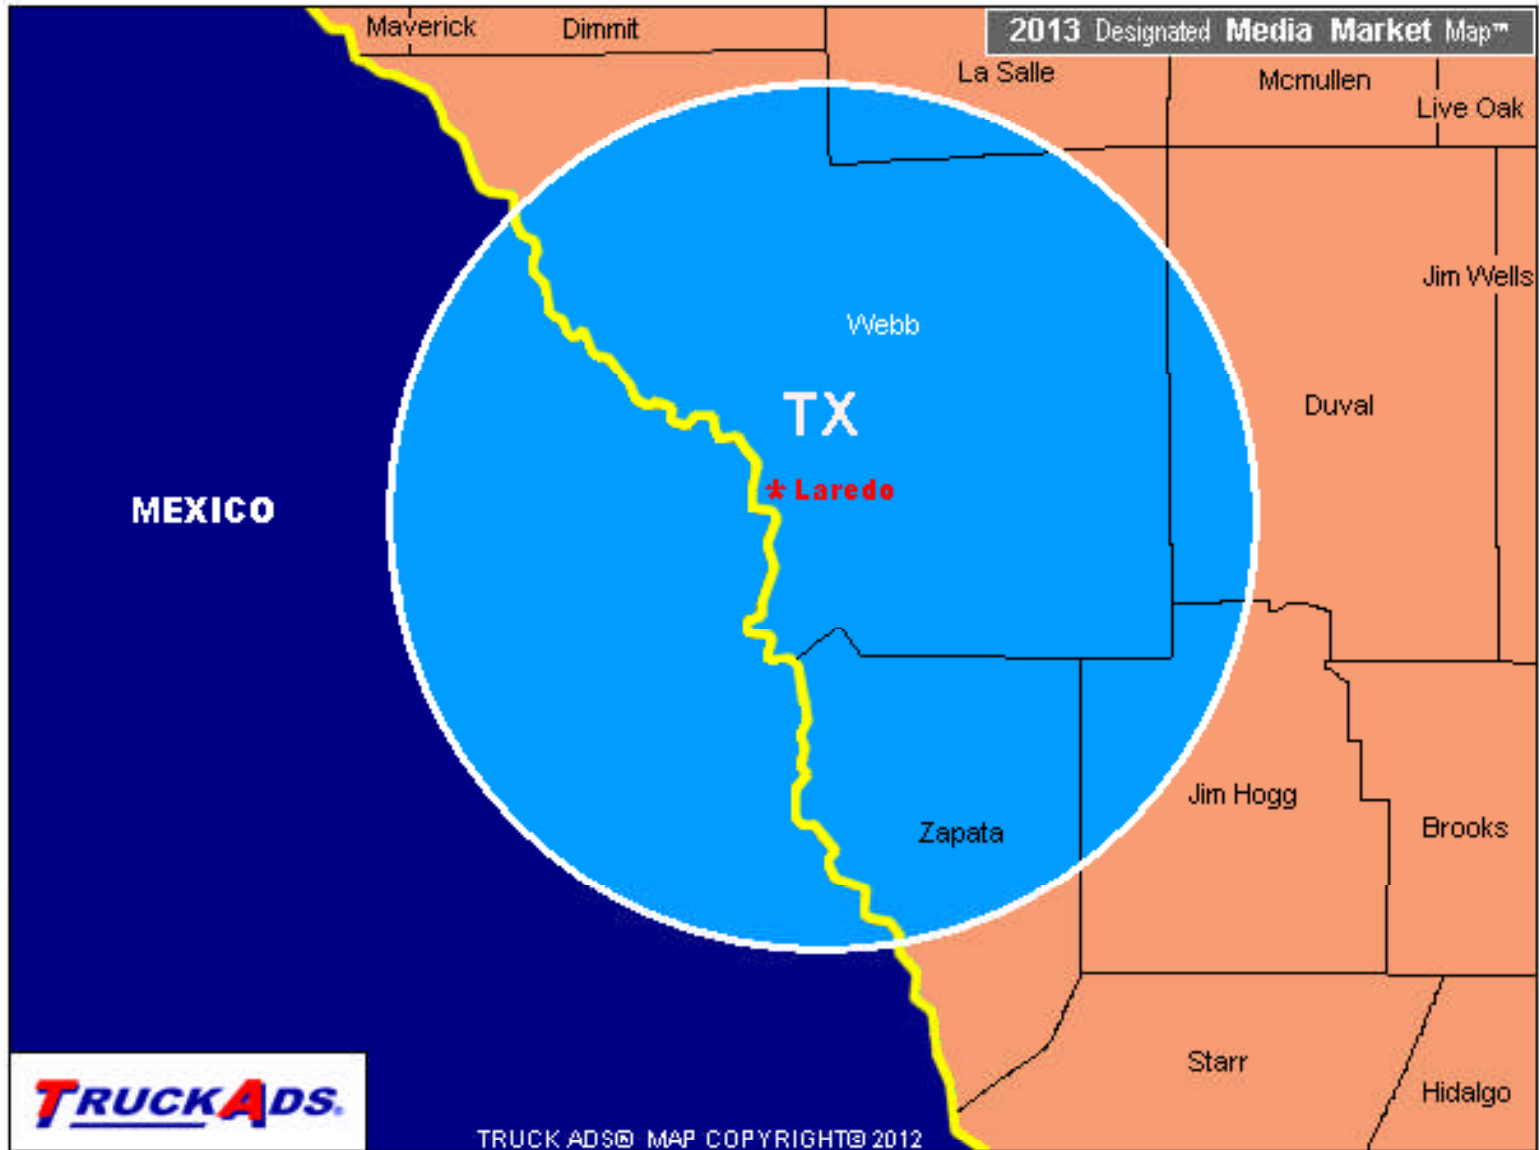 Maverick
Dimmit
2013 Designated Media Market Map™
La Salle
Mcmullen
Live Oak
Jim Wells
Webb
TX
Duval
* Laredo
MEXICO
Jim Hogg
Zapata
Brooks
Starr
Hidalgo
TRUCKADS®
TRUCK ADS® MAP COPYRIGHT© 2012